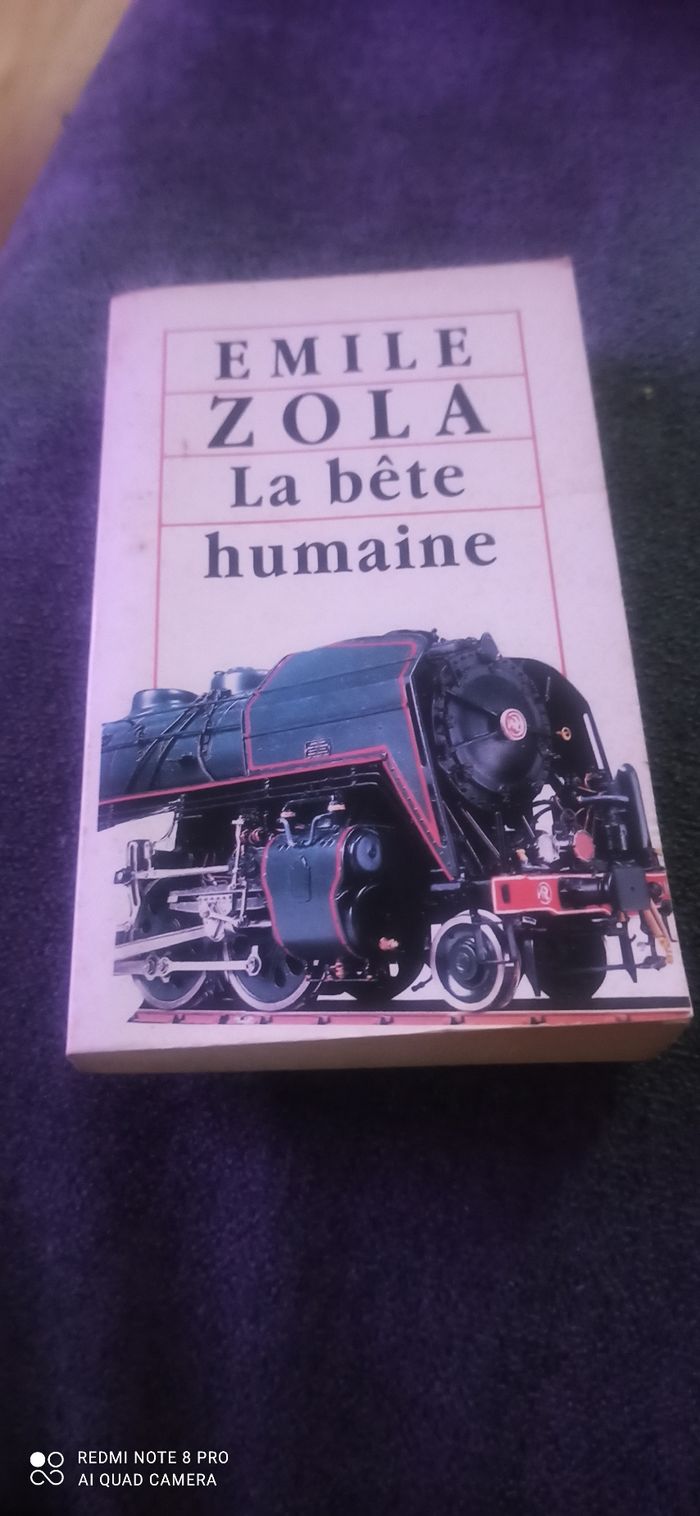 EMILE
ZOLA
La bête
humaine
REDMI NOTE 8 PRO
AI QUAD CAMERA